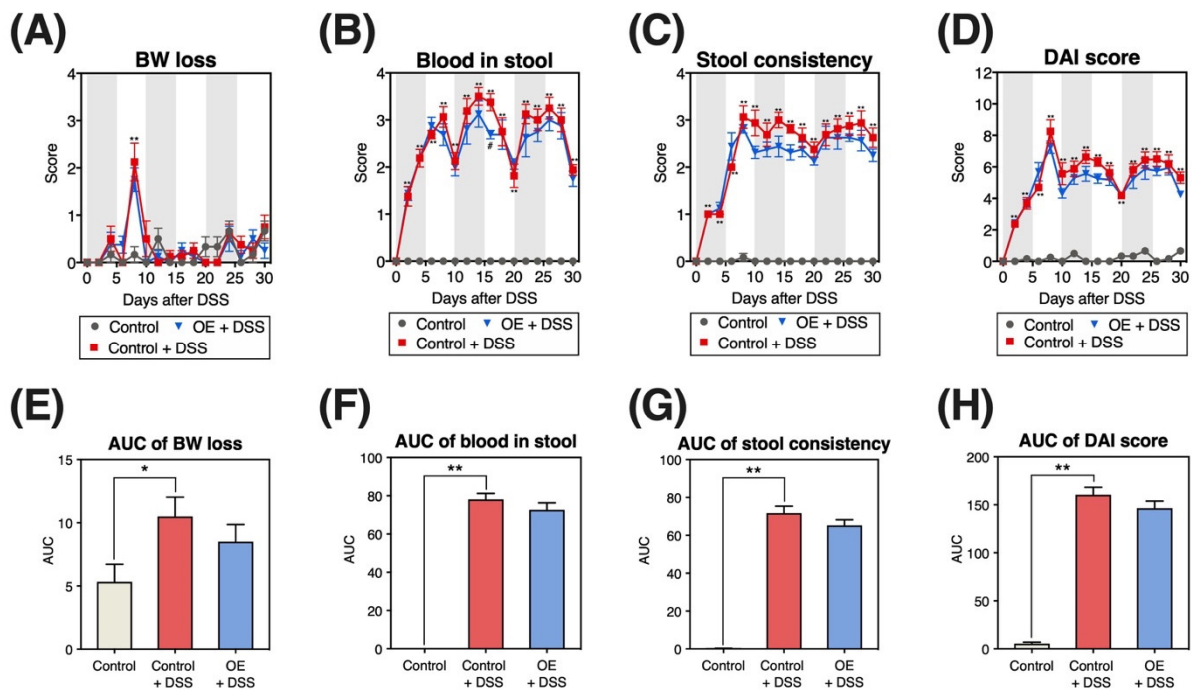 (A)
BW loss
4
3
2
1
0
Score
**
0 5 10 15 20 25 30
Days after DSS
Control OE + DSS
Control + DSS
(B)
Blood in stool
4
3
2
1
0
Score
** ** ** ** ** ** ** ** ** ** ** ** ** ** **
#
0 5 10 15 20 25 30
Days after DSS
Control OE + DSS
Control + DSS
(C)
Stool consistency
4
3
2
1
0
Score
** ** ** ** ** ** ** ** ** ** ** ** ** ** **
0 5 10 15 20 25 30
Days after DSS
Control OE + DSS
Control + DSS
(D)
DAI score
12
10
8
6
4
2
0
Score
** ** ** ** ** ** ** ** ** ** ** ** ** ** **
0 5 10 15 20 25 30
Days after DSS
Control OE + DSS
Control + DSS
(E)
AUC of BW loss
15
10
5
0
AUC
*
Control Control OE
+ DSS + DSS
(F)
AUC of blood in stool
100
80
60
40
20
0
AUC
**
Control Control OE
+ DSS + DSS
(G)
AUC of stool consistency
100
80
60
40
20
0
AUC
**
Control Control OE
+ DSS + DSS
(H)
AUC of DAI score
200
150
100
50
0
AUC
**
Control Control OE
+ DSS + DSS